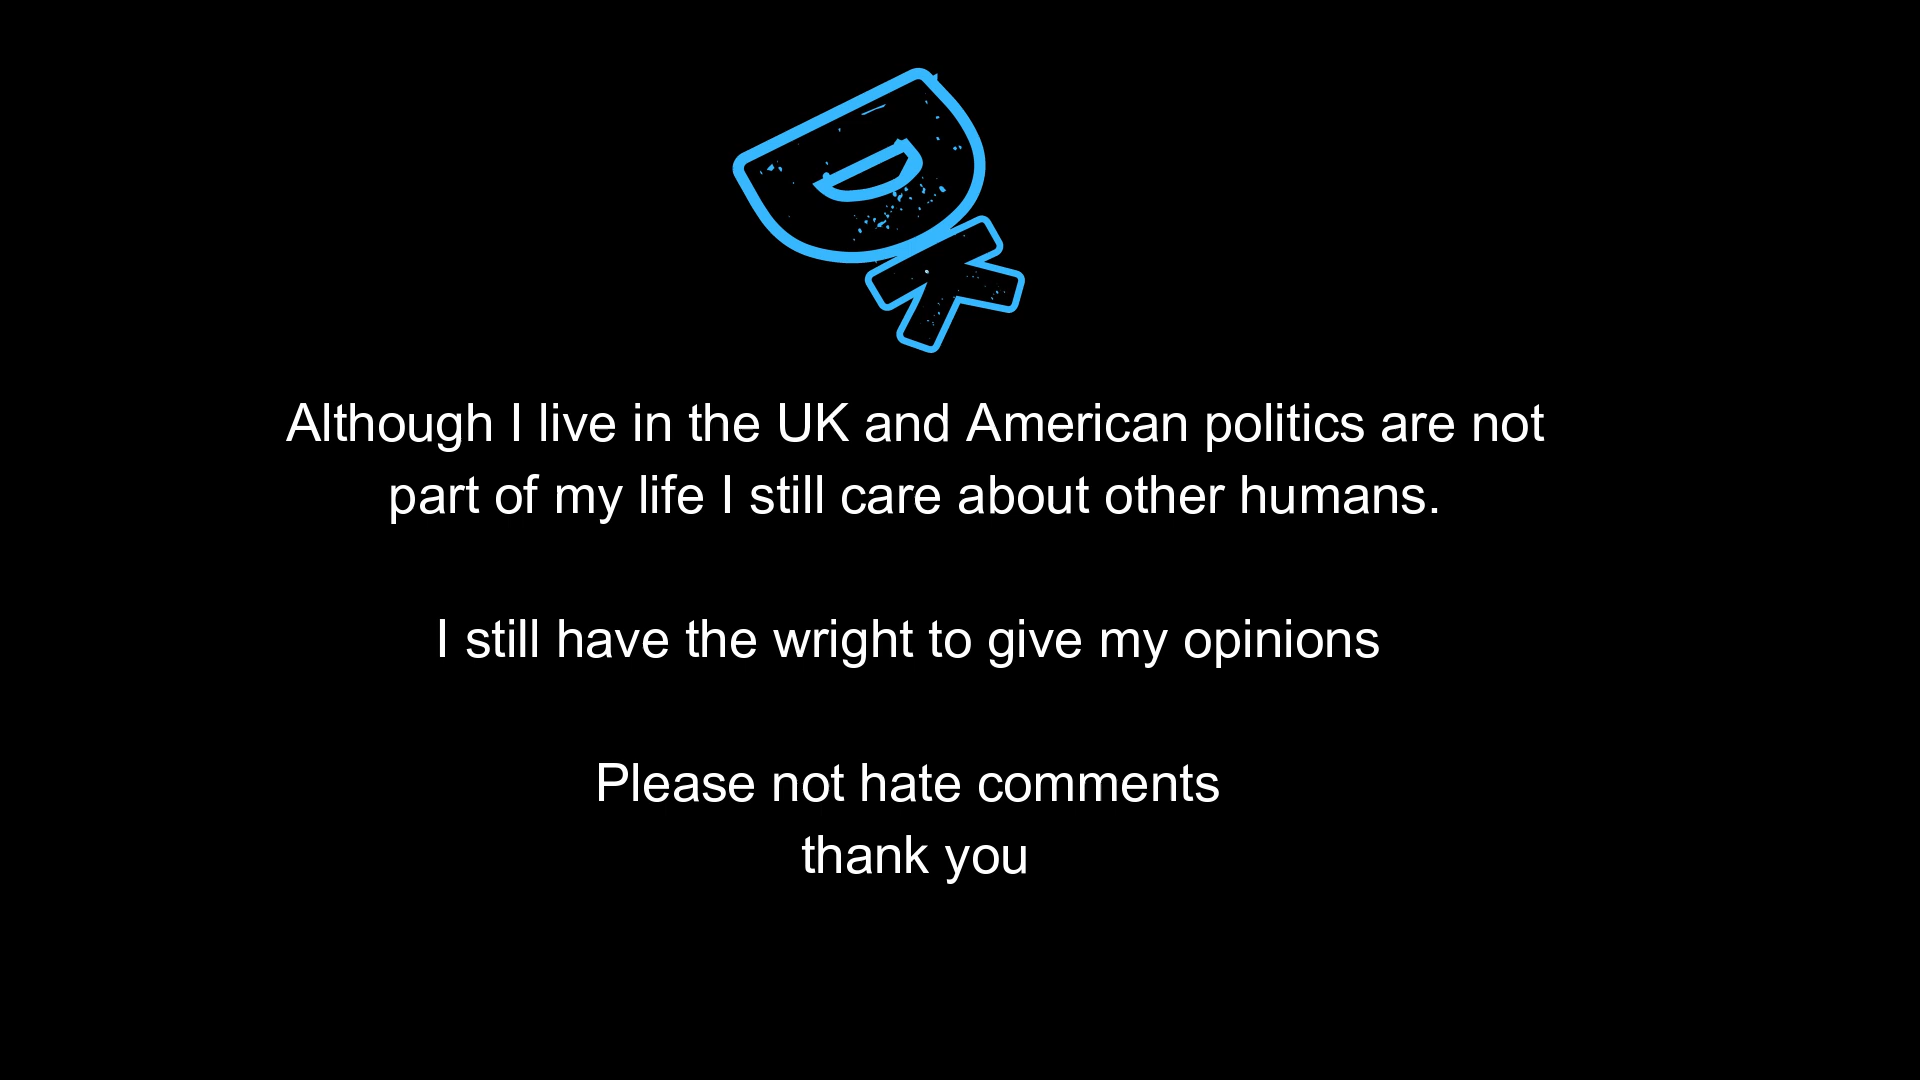 DK
Although I live in the UK and American politics are not
part of my life I still care about other humans.
I still have the wright to give my opinions
Please not hate comments
thank you